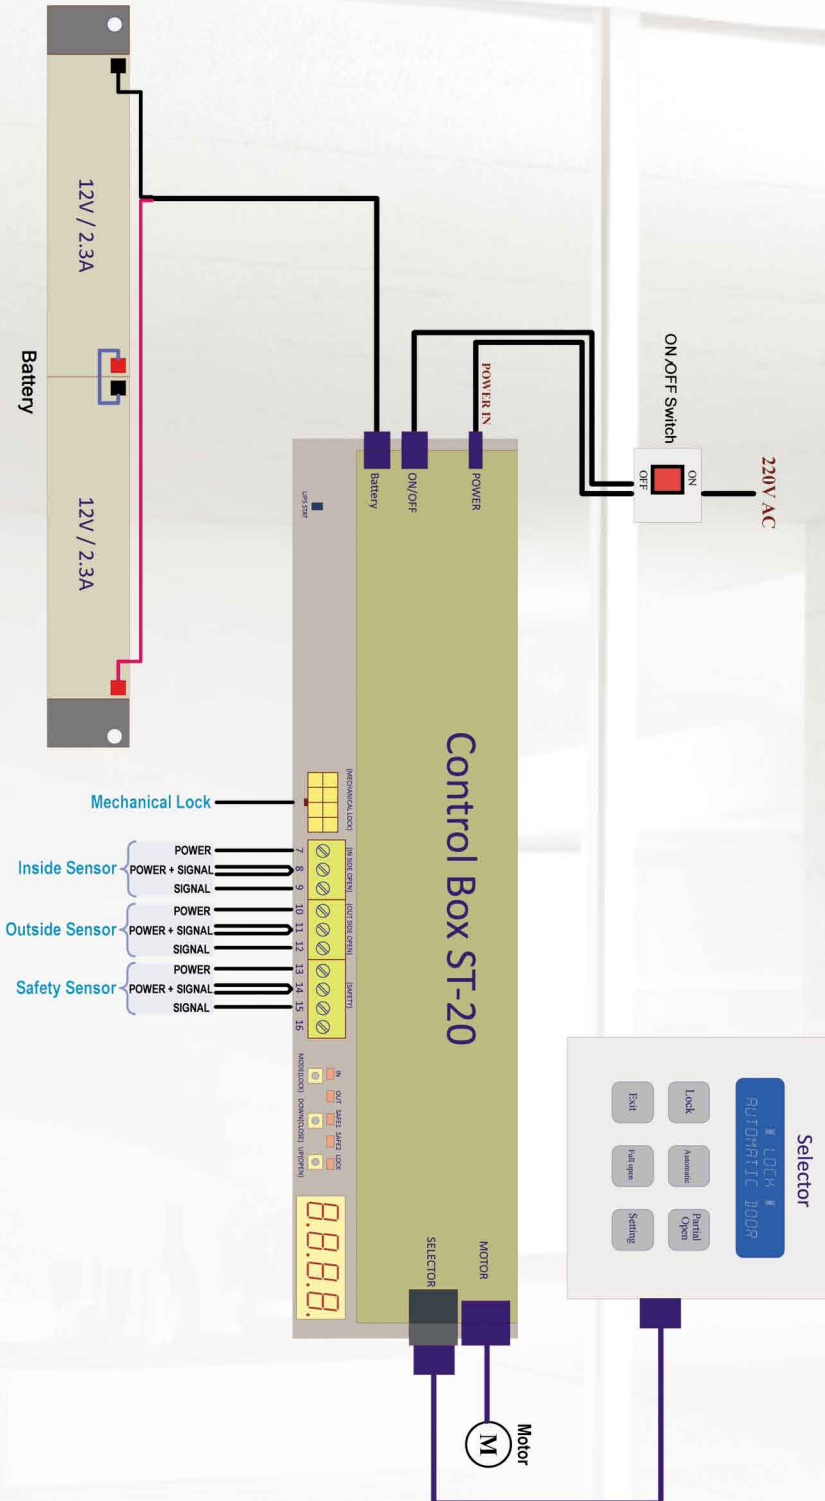 220V AC
ON/OFF Switch
ON
OFF
POWER IN
POWER
ON/OFF
Battery
UPS STAT
12V / 2.3A
12V / 2.3A
Battery
Control Box ST-20
(MECHANICAL LOCK)
(IN SIDE OPEN)
(OUT SIDE OPEN)
(SAFETY)
Mechanical Lock
Inside Sensor
POWER
POWER + SIGNAL
SIGNAL
7
8
9
Outside Sensor
POWER
POWER + SIGNAL
SIGNAL
10
11
12
Safety Sensor
POWER
POWER + SIGNAL
SIGNAL
13
14
15
16
IN OUT SAFE1 SAFE2 LOCK
MODE(LOCK) DOWN(CLOSE) UP(OPEN)
8.8.8.8.
MOTOR
SELECTOR
Motor
M
Selector
* LOCK *
AUTOMATIC DOOR
Lock
Automatic
Partial
Open
Exit
Full open
Setting